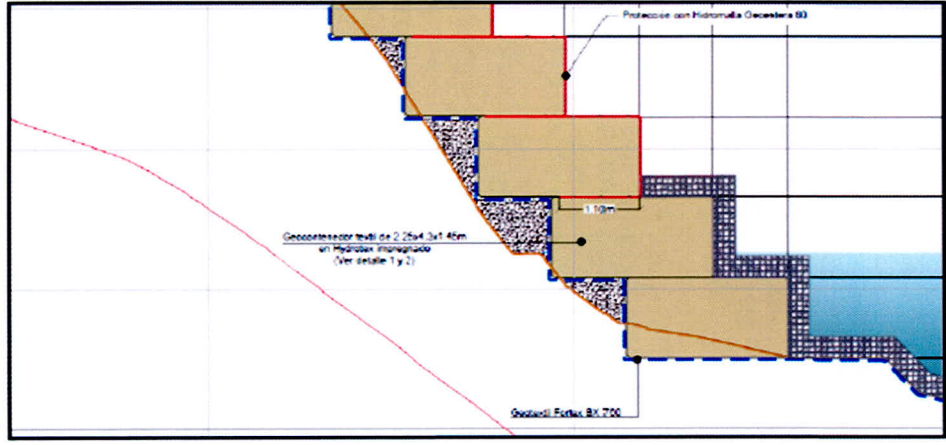 Protección con Hidromalla Geoestera 60
1.10m
Geocontenedor textil de 2.25x4.3x1.45m
en Hydrotex impregnado
(Ver detalle 1 y 2)
Geotextil Fortex BX 700